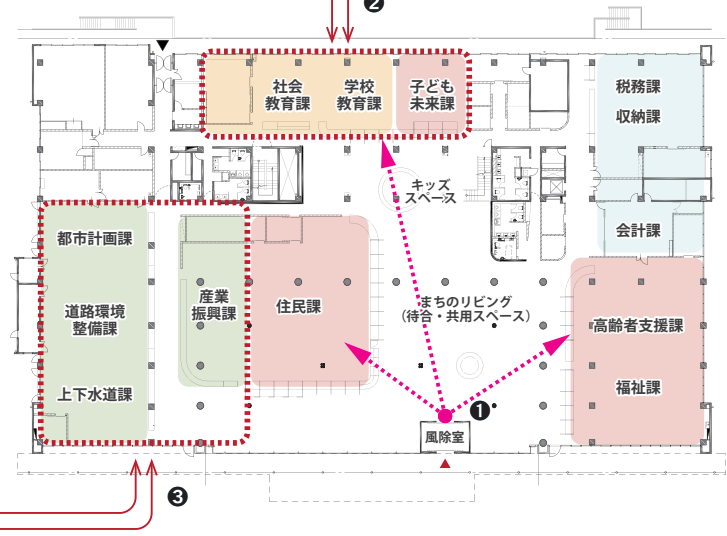 ❷
社会
教育課
学校
教育課
子ども
未来課
税務課
収納課
キッズ
スペース
都市計画課
会計課
産業
振興課
住民課
まちのリビング
（待合・共用スペース）
道路環境
整備課
高齢者支援課
上下水道課
福祉課
❶
風除室
❸